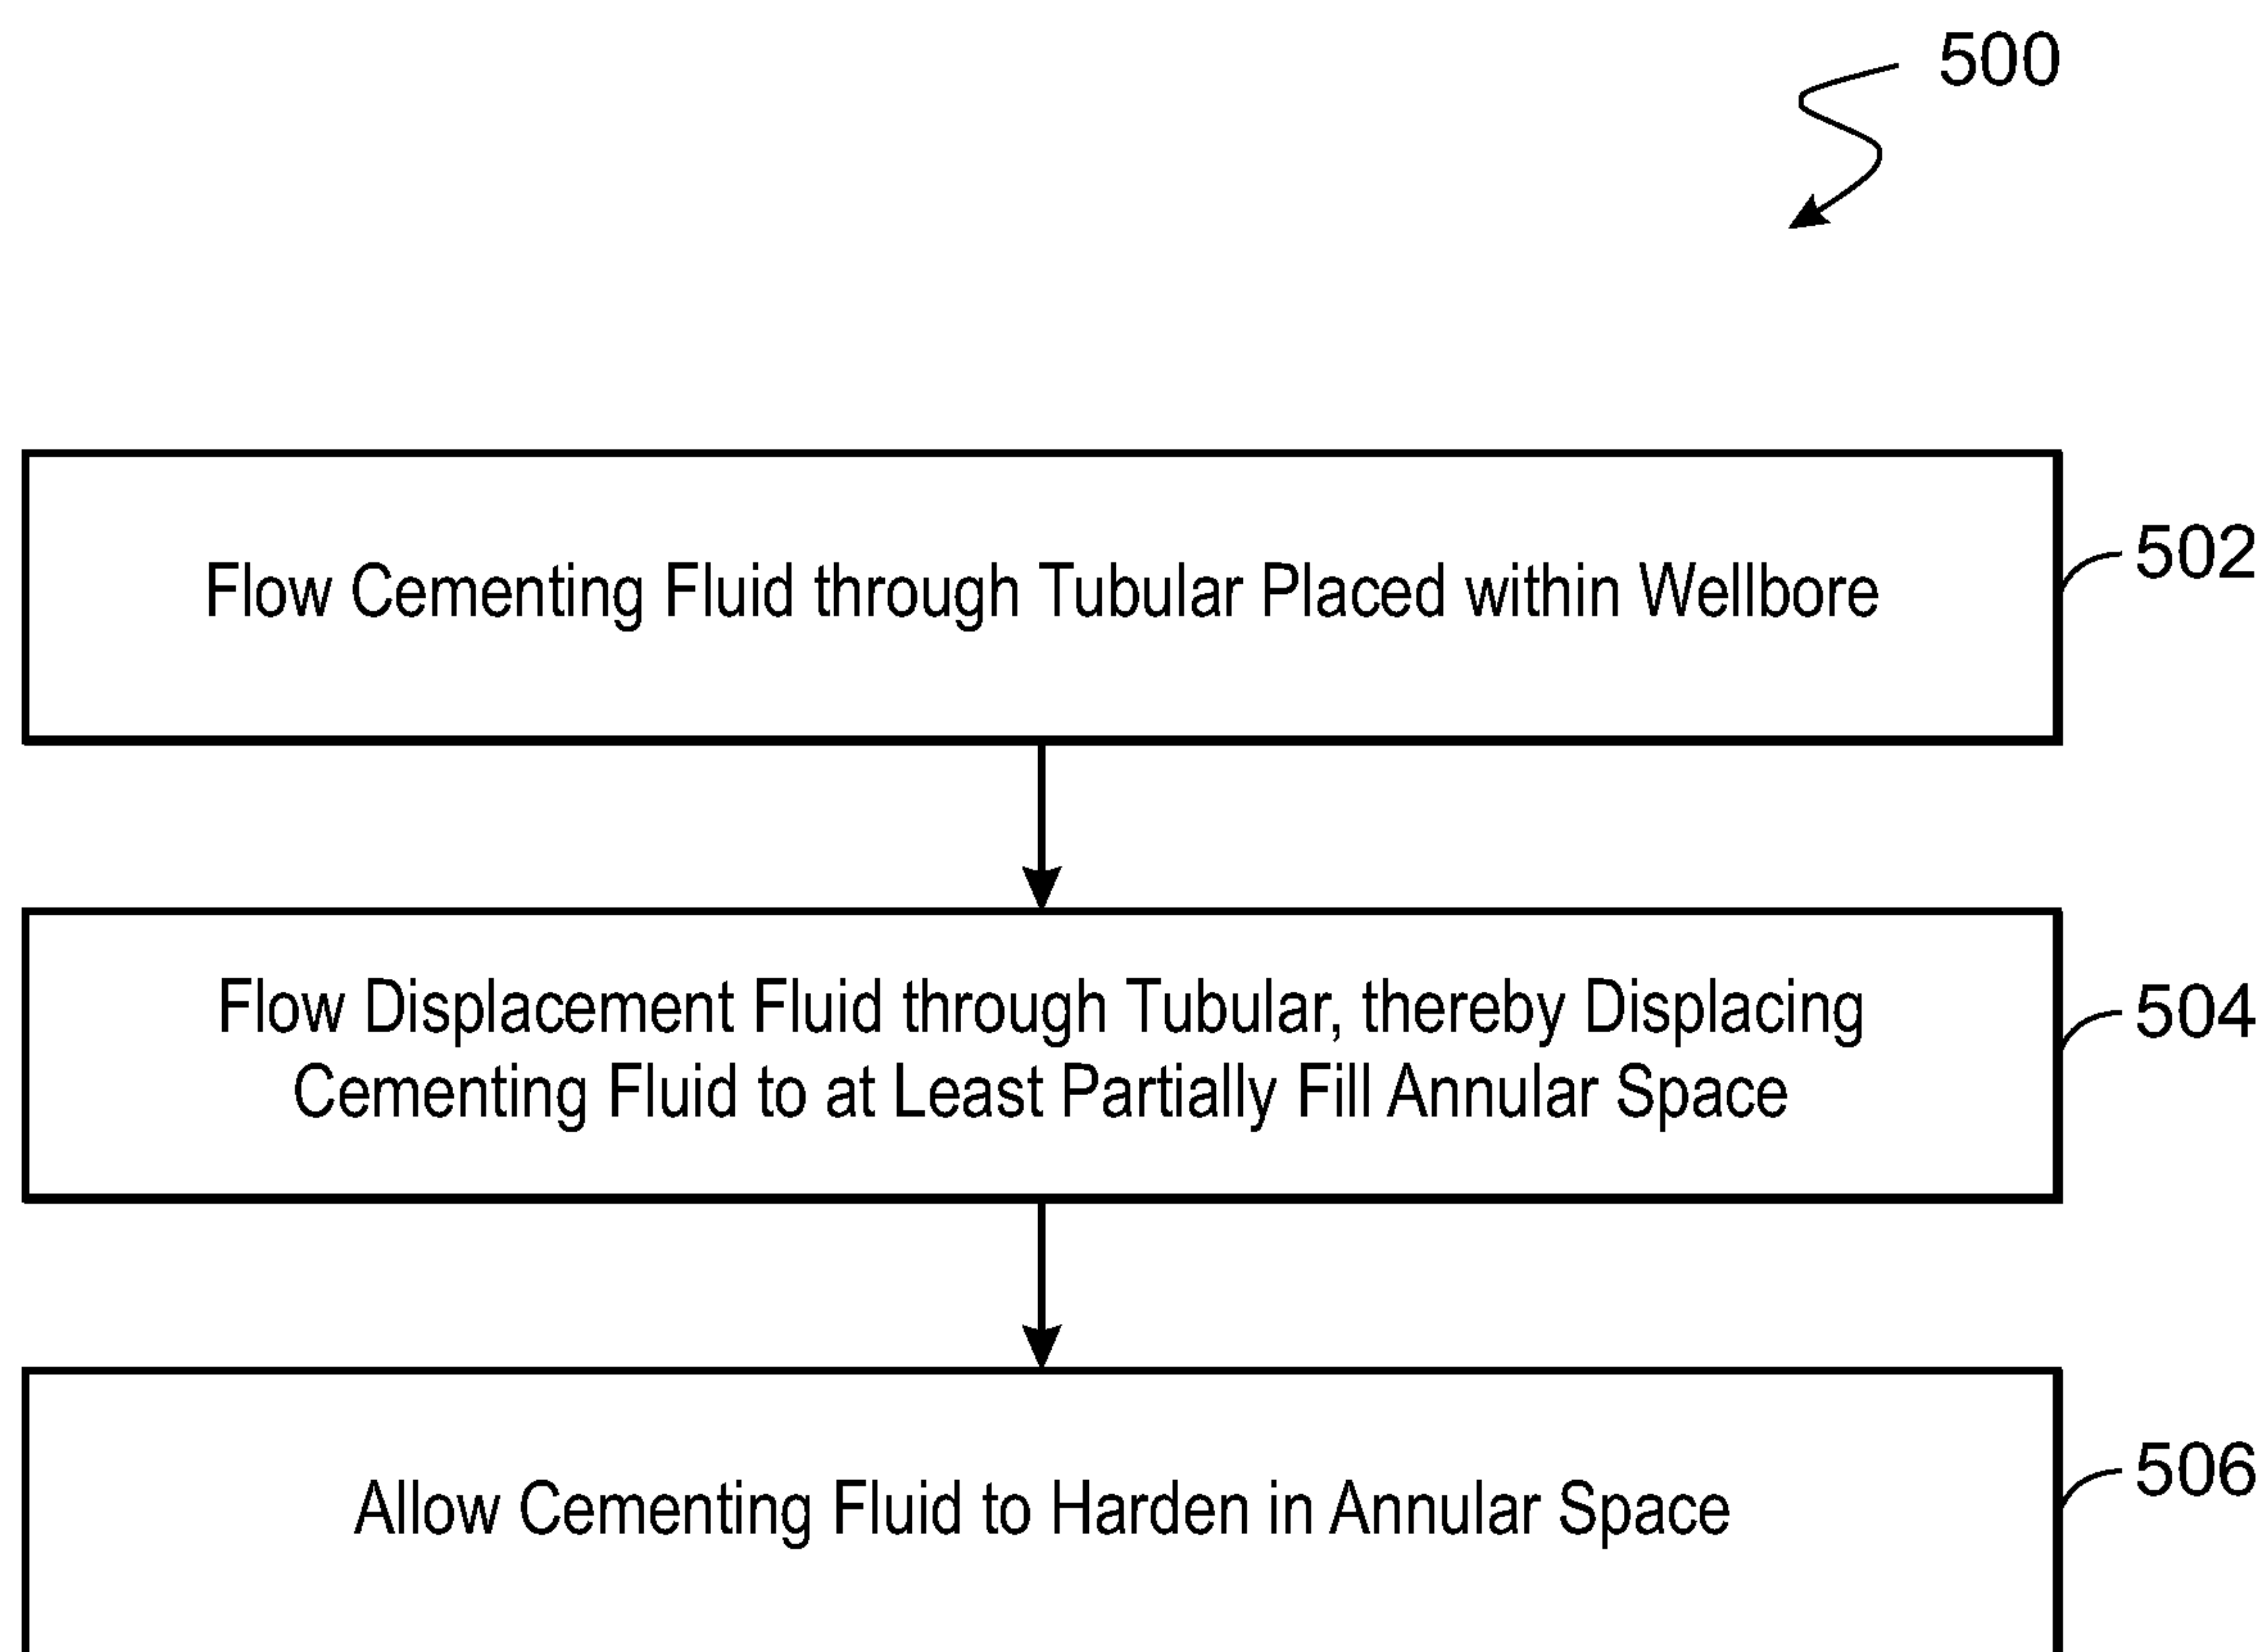 500
Flow Cementing Fluid through Tubular Placed within Wellbore
502
Flow Displacement Fluid through Tubular, thereby Displacing
Cementing Fluid to at Least Partially Fill Annular Space
504
Allow Cementing Fluid to Harden in Annular Space
506